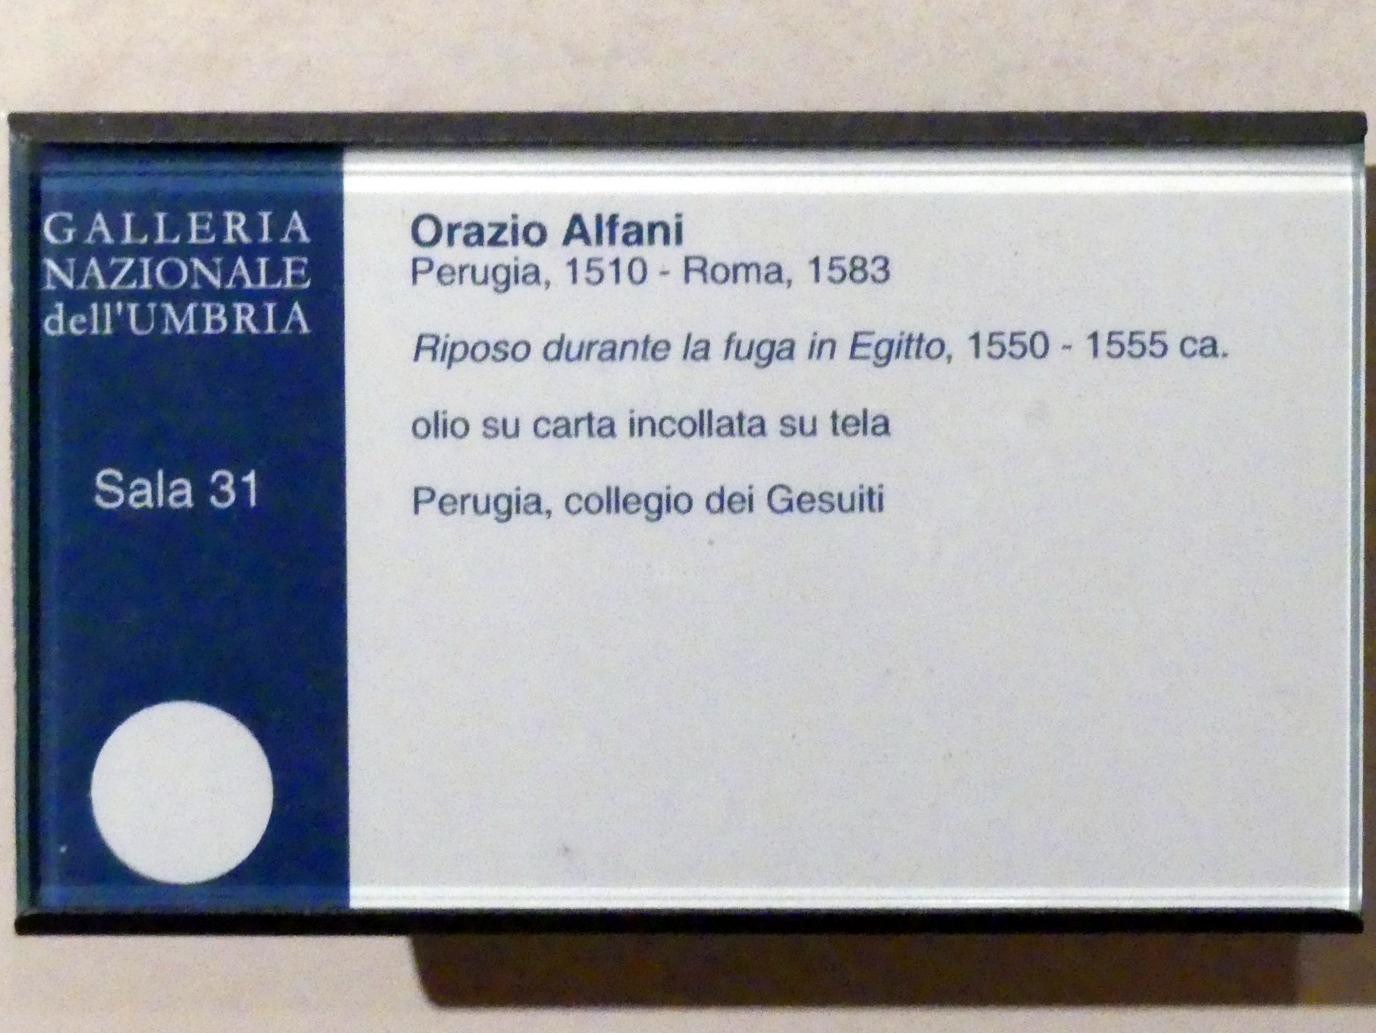 GALLERIA
NAZIONALE
dell'UMBRIA
Sala 31
Orazio Alfani
Perugia, 1510 - Roma, 1583
Riposo durante la fuga in Egitto, 1550 - 1555 ca.
olio su carta incollata su tela
Perugia, collegio dei Gesuiti